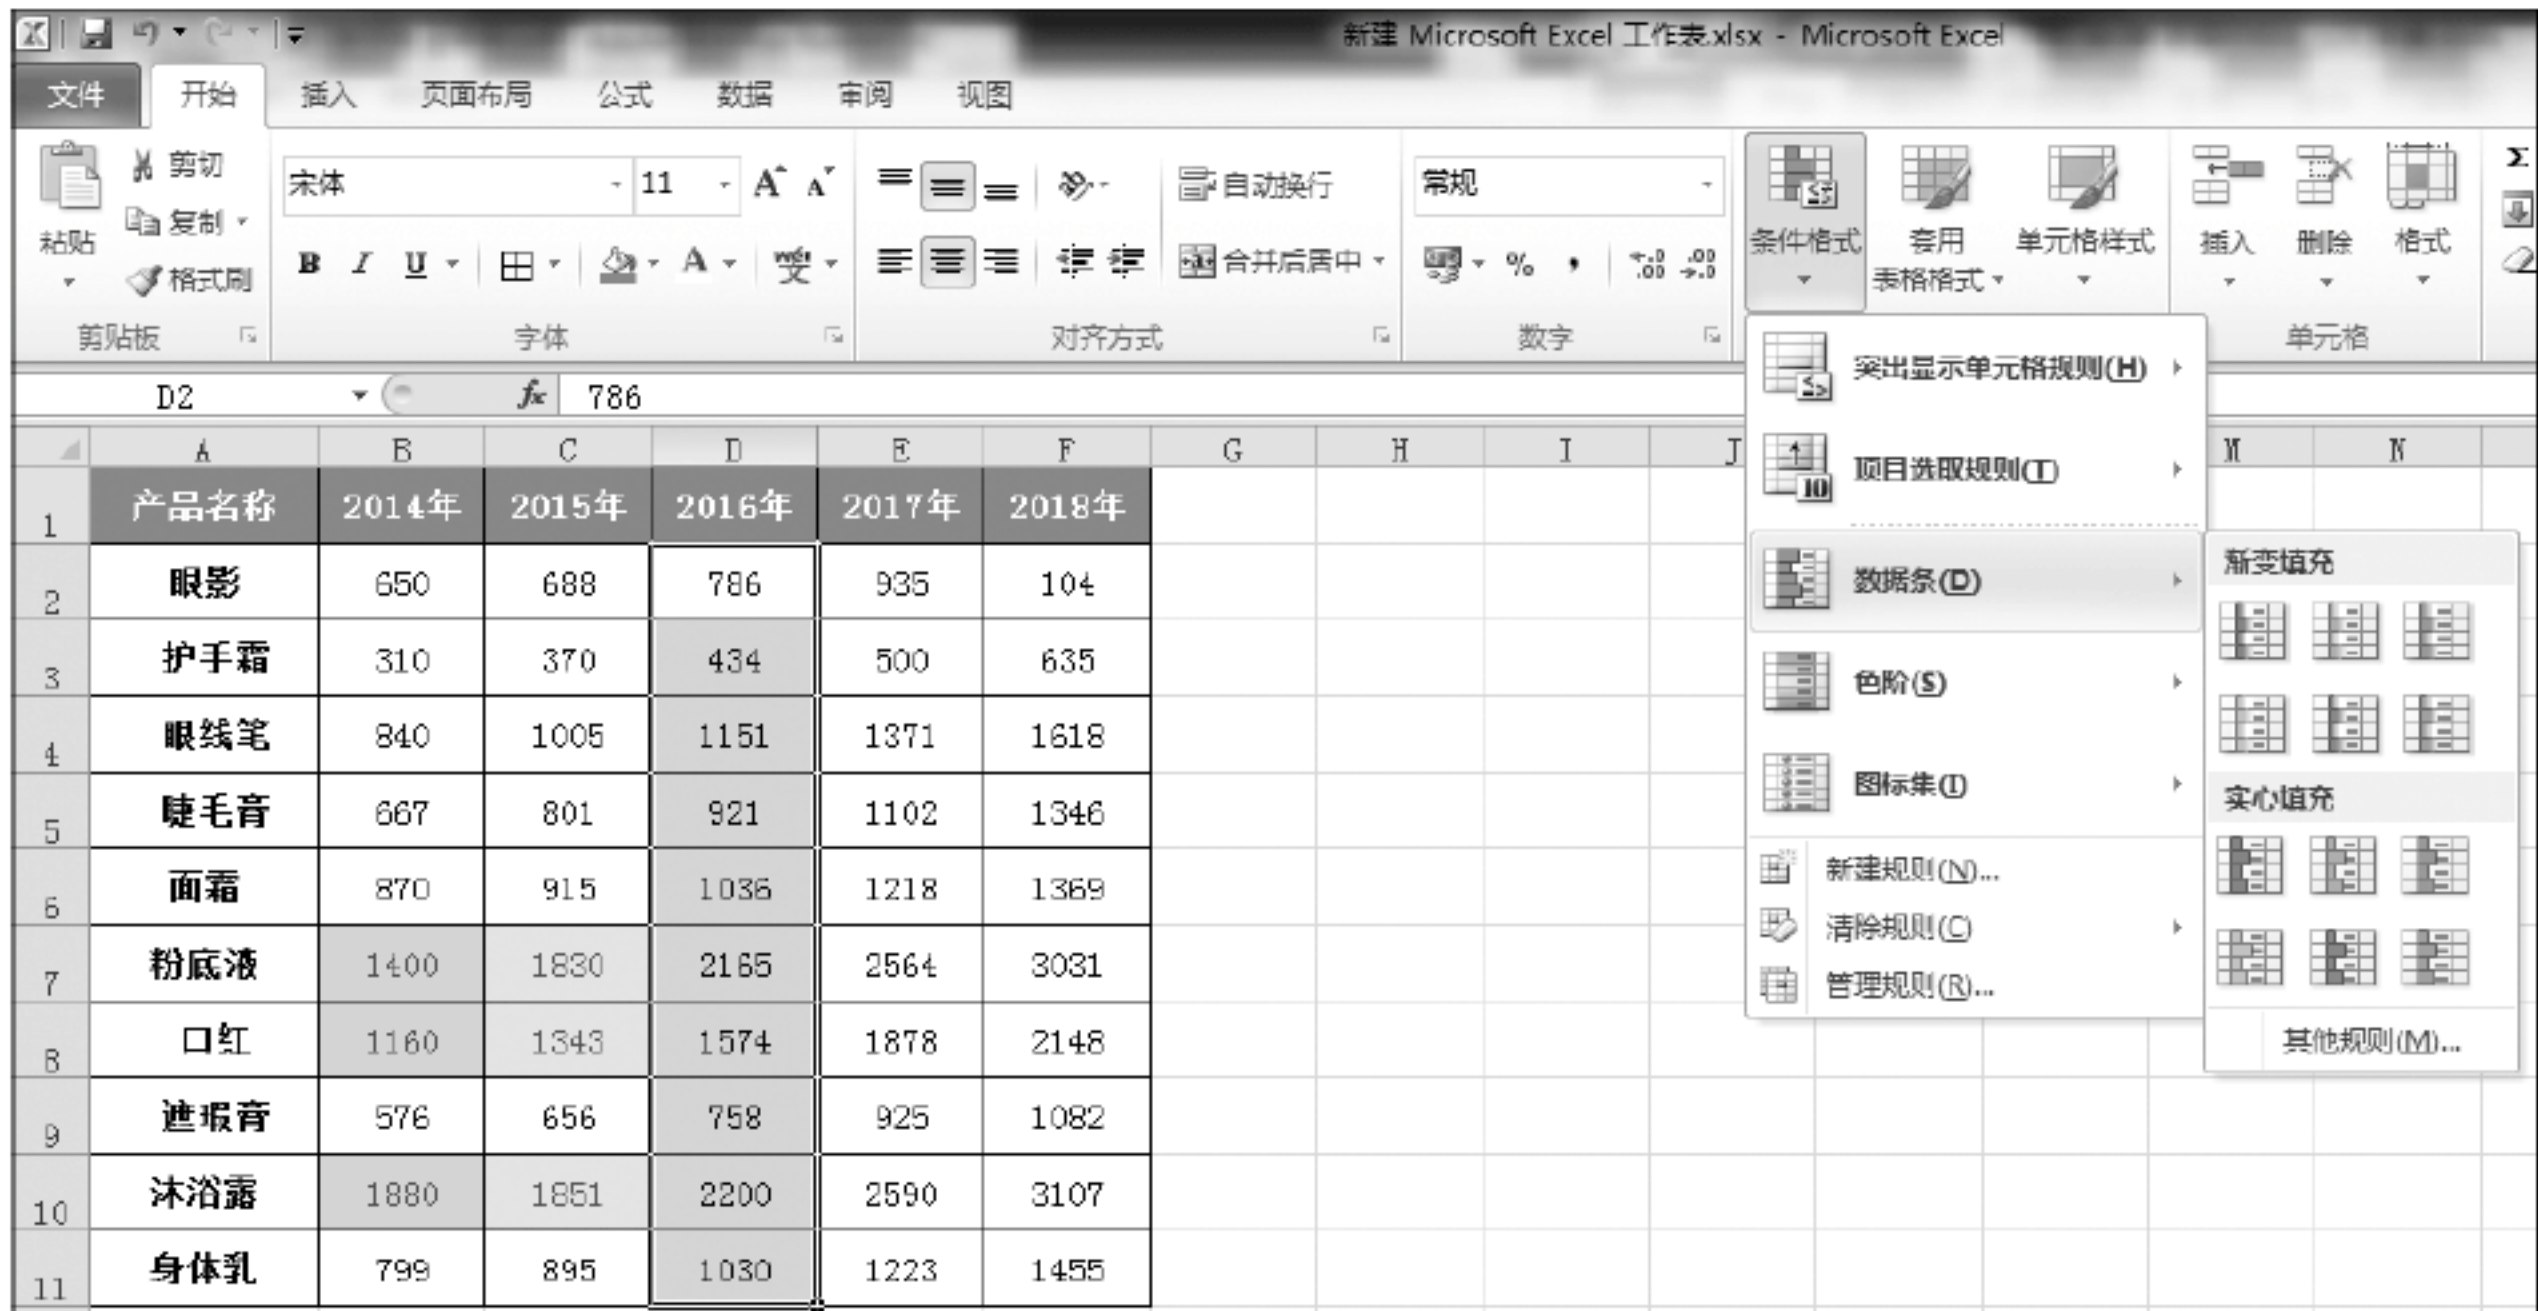 新建 Microsoft Excel 工作表.xlsx - Microsoft Excel
文件 开始 插入 页面布局 公式 数据 审阅 视图
粘贴 剪切 复制 格式刷 剪贴板
宋体 11 A A
B I U A wén 文 字体
自动换行 合并后居中 对齐方式
常规 % , .0 .00 .00 .0 数字
条件格式 套用表格格式 单元格样式
插入 删除 格式 单元格
Σ
D2 fx 786
A B C D E F G H I J M N
1 产品名称 2014年 2015年 2016年 2017年 2018年
2 眼影 650 688 786 935 104
3 护手霜 310 370 434 500 635
4 眼线笔 840 1005 1151 1371 1618
5 睫毛膏 667 801 921 1102 1346
6 面霜 870 915 1036 1218 1369
7 粉底液 1400 1830 2165 2564 3031
8 口红 1160 1343 1574 1878 2148
9 遮瑕膏 576 656 758 925 1082
10 沐浴露 1880 1851 2200 2590 3107
11 身体乳 799 895 1030 1223 1455
突出显示单元格规则(H)
项目选取规则(T)
10
数据条(D)
色阶(S)
图标集(I)
新建规则(N)...
清除规则(C)
管理规则(R)...
渐变填充
实心填充
其他规则(M)...